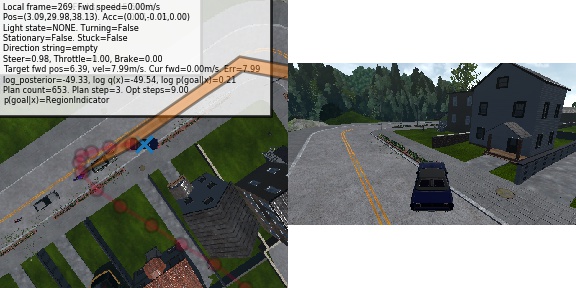 Local frame=269. Fwd speed=0.00m/s
Pos=(3.09,29.98,38.13). Acc=(0.00,-0.01,0.00)
Light state=NONE. Turning=False
Stationary=False. Stuck=False
Direction string=empty
Steer=0.98, Throttle=1.00, Brake=0.00
Target fwd pos=6.39, vel=7.99m/s. Cur fwd=0.00m/s. Err=7.99
log_posterior=-49.33, log q(x)=-49.54, log p(goal|x)=0.21
Plan count=653. Plan step=3. Opt steps=9.00
p(goal|x)=RegionIndicator